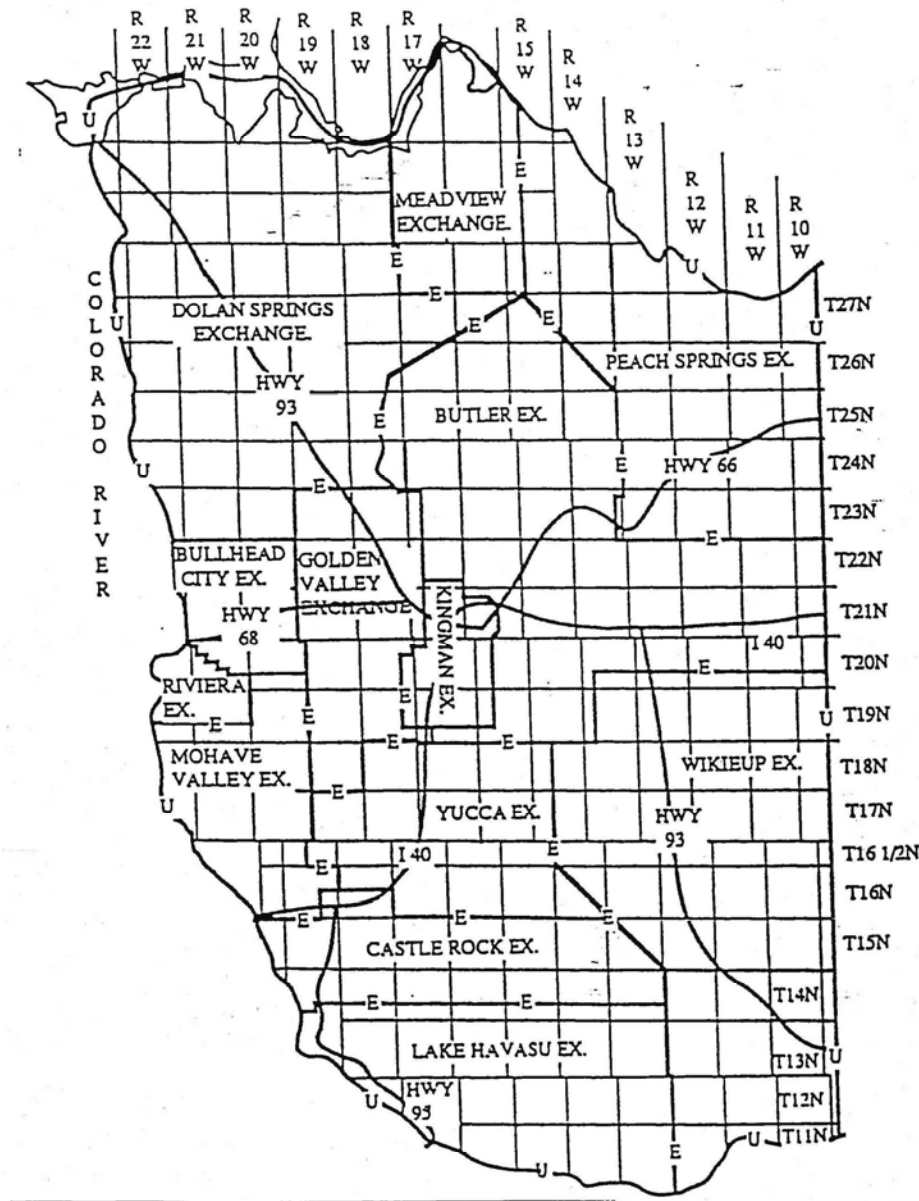 R
22
W
R
21
W
R
20
W
R
19
W
R
18
W
R
17
W
R
15
W
R
14
W
R
13
W
R
12
W
R
11
W
R
10
W
U
E
E
MEADVIEW
EXCHANGE.
U
COLORADO
RIVER
E
E
T27N
U
DOLAN SPRINGS
EXCHANGE.
U
E
E
PEACH SPRINGS EX.
T26N
HWY
93
E
BUTLER EX.
T25N
U
E
HWY 66
T24N
E
T23N
E
BULLHEAD
CITY EX.
GOLDEN
VALLEY
EXCHANGE
T22N
KINGMAN EX.
HWY
68
T21N
I 40
E
T20N
RIVIERA
EX.
E
E
E
U
T19N
E
E
MOHAVE
VALLEY EX.
WIKIEUP EX.
T18N
E
U
YUCCA EX.
HWY
93
T17N
E
I 40
E
T16 1/2N
T16N
E
E
E
CASTLE ROCK EX.
T15N
T14N
E
E
LAKE HAVASU EX.
U
T13N
HWY
95
U
T12N
U
T11N
E
U